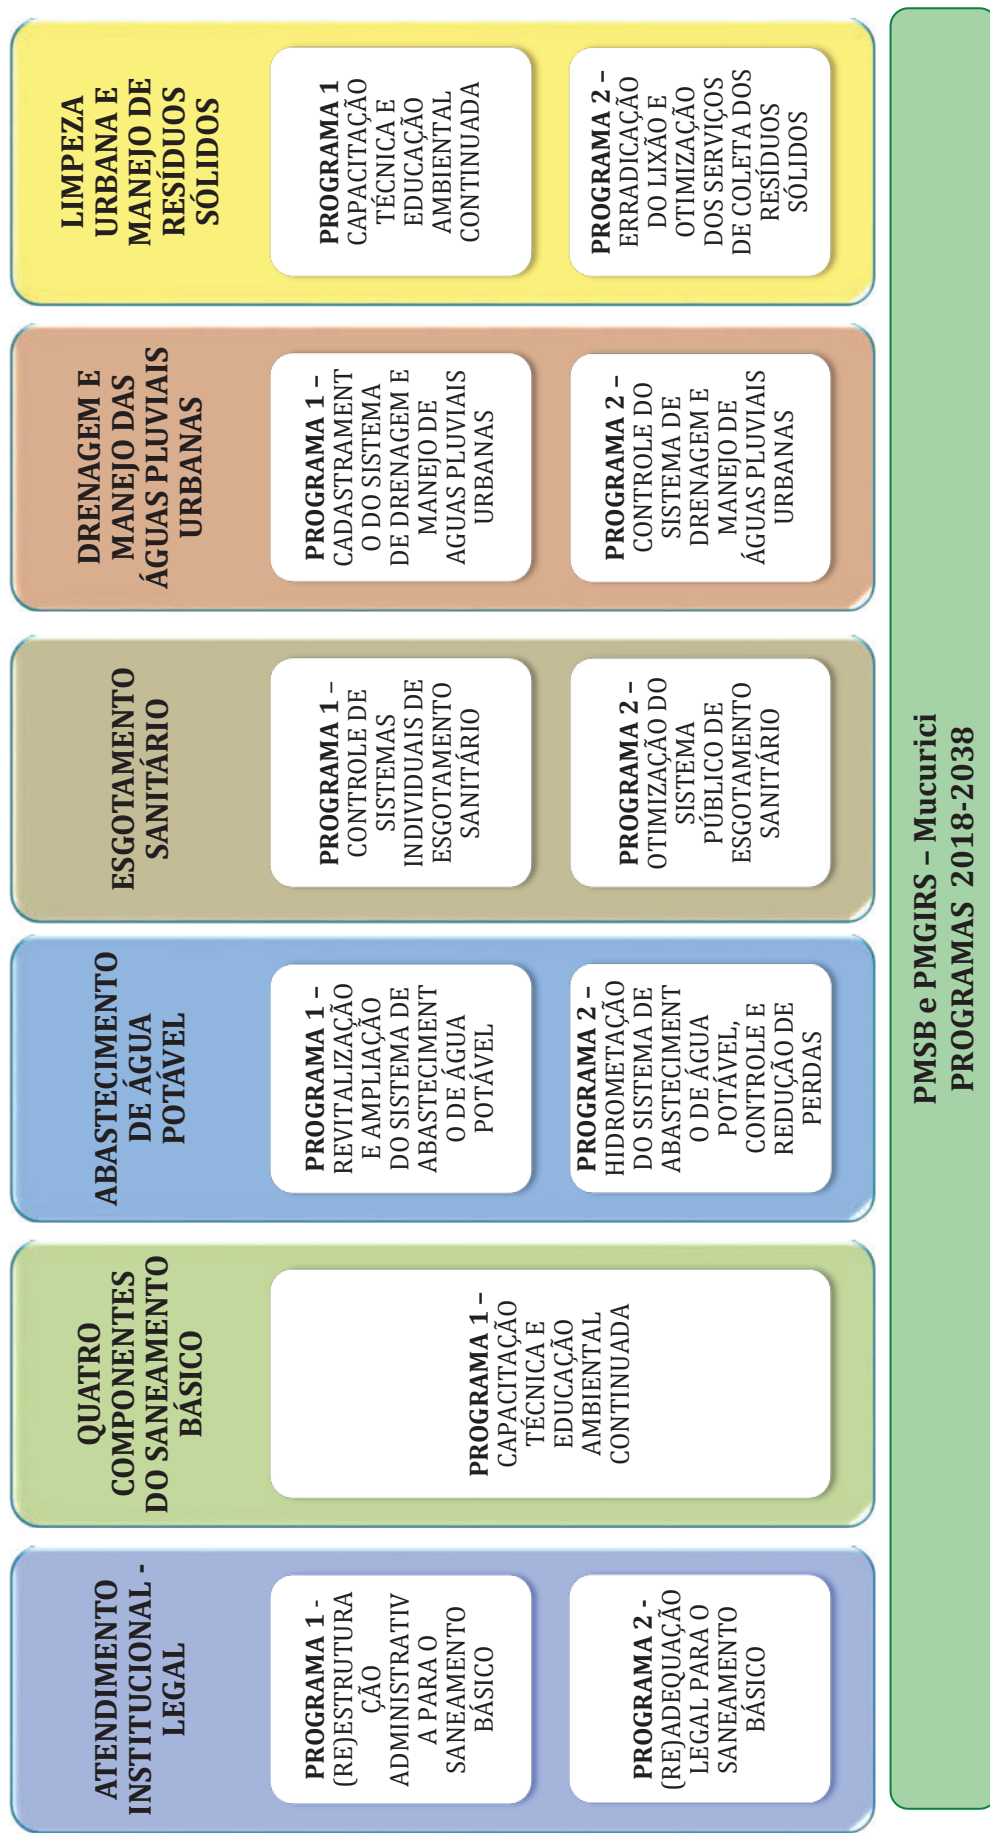 ATENDIMENTO
INSTITUCIONAL -
LEGAL
PROGRAMA 1 -
(RE)ESTRUTURA
ÇÃO
ADMINISTRATIV
A PARA O
SANEAMENTO
BÁSICO
PROGRAMA 2 -
(RE)ADEQUAÇÃO
LEGAL PARA O
SANEAMENTO
BÁSICO
QUATRO
COMPONENTES
DO SANEAMENTO
BÁSICO
PROGRAMA 1 –
CAPACITAÇÃO
TÉCNICA E
EDUCAÇÃO
AMBIENTAL
CONTINUADA
ABASTECIMENTO
DE ÁGUA
POTÁVEL
PROGRAMA 1 –
REVITALIZAÇÃO
E AMPLIAÇÃO
DO SISTEMA DE
ABASTECIMENT
O DE ÁGUA
POTÁVEL
PROGRAMA 2 –
HIDROMETAÇÃO
DO SISTEMA DE
ABASTECIMENT
O DE ÁGUA
POTÁVEL,
CONTROLE E
REDUÇÃO DE
PERDAS
ESGOTAMENTO
SANITÁRIO
PROGRAMA 1 –
CONTROLE DE
SISTEMAS
INDIVIDUAIS DE
ESGOTAMENTO
SANITÁRIO
PROGRAMA 2 –
OTIMIZAÇÃO DO
SISTEMA
PÚBLICO DE
ESGOTAMENTO
SANITÁRIO
DRENAGEM E
MANEJO DAS
ÁGUAS PLUVIAIS
URBANAS
PROGRAMA 1 –
CADASTRAMENT
O DO SISTEMA
DE DRENAGEM E
MANEJO DE
AGUAS PLUVIAIS
URBANAS
PROGRAMA 2 –
CONTROLE DO
SISTEMA DE
DRENAGEM E
MANEJO DE
ÁGUAS PLUVIAIS
URBANAS
LIMPEZA
URBANA E
MANEJO DE
RESÍDUOS
SÓLIDOS
PROGRAMA 1
CAPACITAÇÃO
TÉCNICA E
EDUCAÇÃO
AMBIENTAL
CONTINUADA
PROGRAMA 2 –
ERRADICAÇÃO
DO LIXÃO E
OTIMIZAÇÃO
DOS SERVIÇOS
DE COLETA DOS
RESÍDUOS
SÓLIDOS
PMSB e PMGIRS – Mucurici
PROGRAMAS 2018-2038